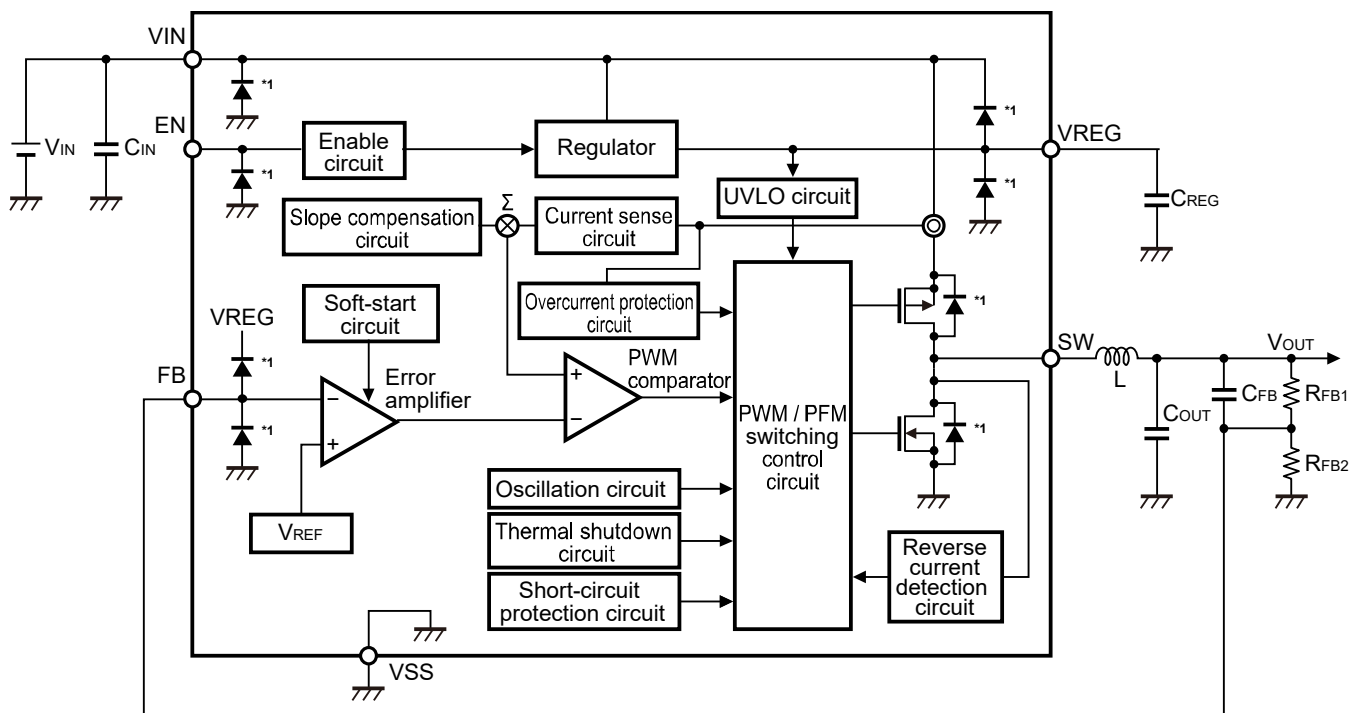 VIN
*1
*1
EN
VIN
CIN
Enable
circuit
Regulator
VREG
*1
*1
UVLO circuit
CREG
Slope compensation
circuit
Σ
Current sense
circuit
*1
Soft-start
circuit
Overcurrent protection
circuit
*1
VREG
*1
FB
*1
Error
amplifier
−
+
PWM
comparator
+
−
PWM / PFM
switching
control
circuit
*1
SW
L
VOUT
COUT
CFB
RFB1
RFB2
VREF
Oscillation circuit
Thermal shutdown
circuit
Short-circuit
protection circuit
Reverse
current
detection
circuit
VSS